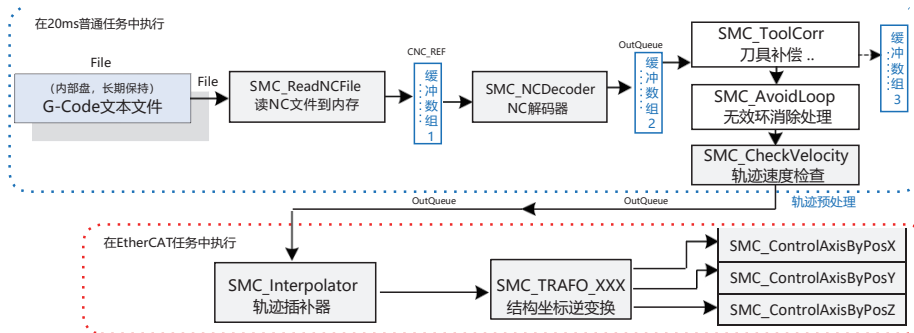 在20ms普通任务中执行
File
（内部盘，长期保持）
G-Code文本文件
File
SMC_ReadNCFile
读NC文件到内存
CNC_REF
缓冲数组1
SMC_NCDecoder
NC解码器
OutQueue
缓冲数组2
SMC_ToolCorr
刀具补偿 ..
缓冲数组3
SMC_AvoidLoop
无效环消除处理
SMC_CheckVelocity
轨迹速度检查
轨迹预处理
OutQueue
OutQueue
在EtherCAT任务中执行
SMC_Interpolator
轨迹插补器
SMC_TRAFO_XXX
结构坐标逆变换
SMC_ControlAxisByPosX
SMC_ControlAxisByPosY
SMC_ControlAxisByPosZ